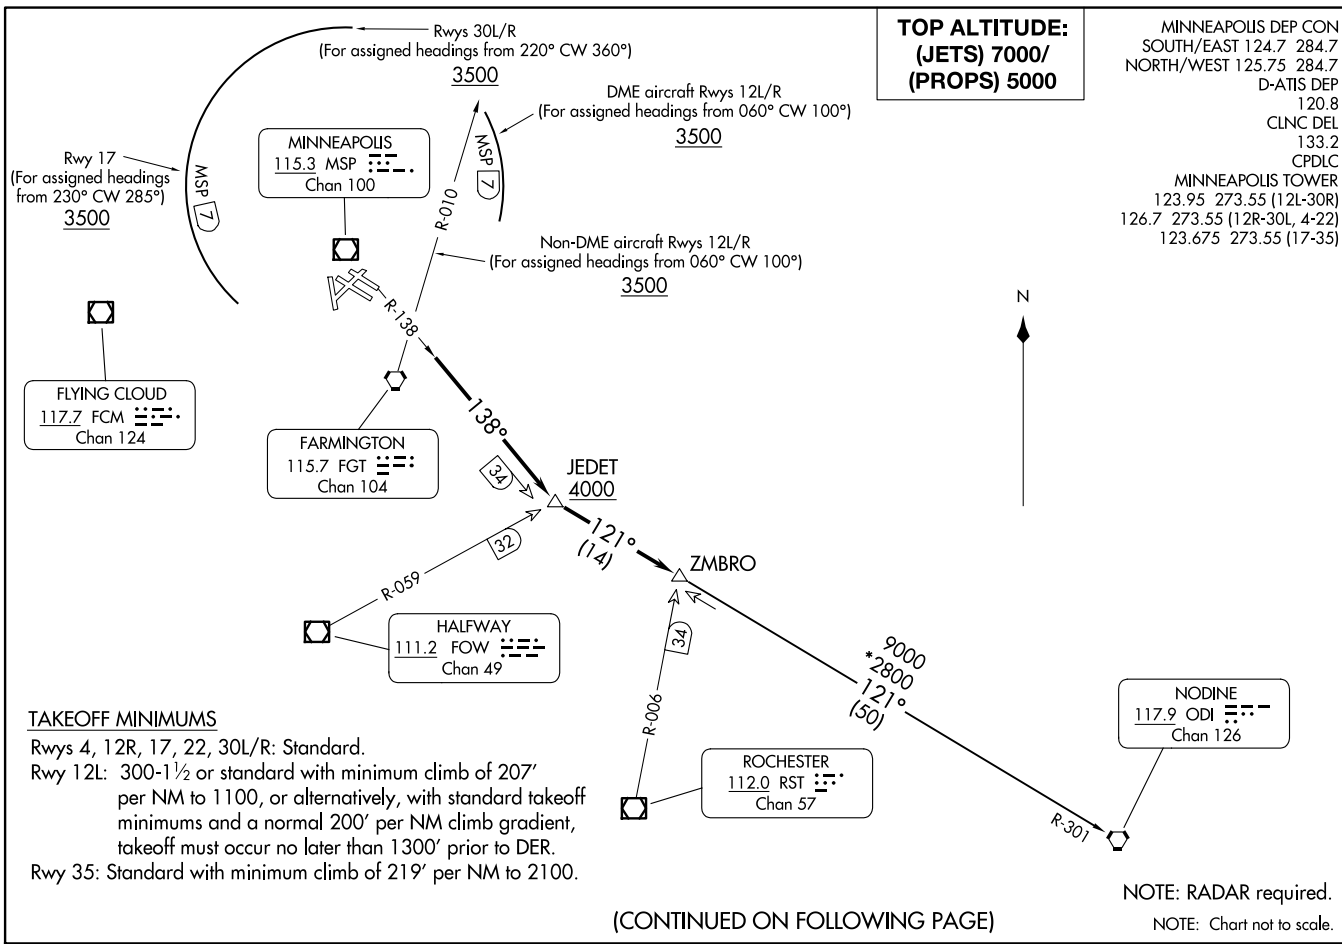 Rwys 30L/R
(For assigned headings from 220° CW 360°)
3500
DME aircraft Rwys 12L/R
(For assigned headings from 060° CW 100°)
3500
TOP ALTITUDE:
(JETS) 7000/
(PROPS) 5000
MINNEAPOLIS DEP CON
SOUTH/EAST 124.7 284.7
NORTH/WEST 125.75 284.7
D-ATIS DEP
120.8
CLNC DEL
133.2
CPDLC
MINNEAPOLIS TOWER
123.95 273.55 (12L-30R)
126.7 273.55 (12R-30L, 4-22)
123.675 273.55 (17-35)
Rwy 17
(For assigned headings
from 230° CW 285°)
3500
MSP 7
MINNEAPOLIS
115.3 MSP
Chan 100
MSP 7
R-010
Non-DME aircraft Rwys 12L/R
(For assigned headings from 060° CW 100°)
3500
N
R-138
FLYING CLOUD
117.7 FCM
Chan 124
FARMINGTON
115.7 FGT
Chan 104
138°
34
JEDET
4000
121°
(14)
ZMBRO
32
R-059
HALFWAY
111.2 FOW
Chan 49
34
R-006
9000
*2800
121°
(50)
NODINE
117.9 ODI
Chan 126
R-301
ROCHESTER
112.0 RST
Chan 57
TAKEOFF MINIMUMS
Rwys 4, 12R, 17, 22, 30L/R: Standard.
Rwy 12L: 300-1½ or standard with minimum climb of 207'
per NM to 1100, or alternatively, with standard takeoff
minimums and a normal 200' per NM climb gradient,
takeoff must occur no later than 1300' prior to DER.
Rwy 35: Standard with minimum climb of 219' per NM to 2100.
(CONTINUED ON FOLLOWING PAGE)
NOTE: RADAR required.
NOTE: Chart not to scale.